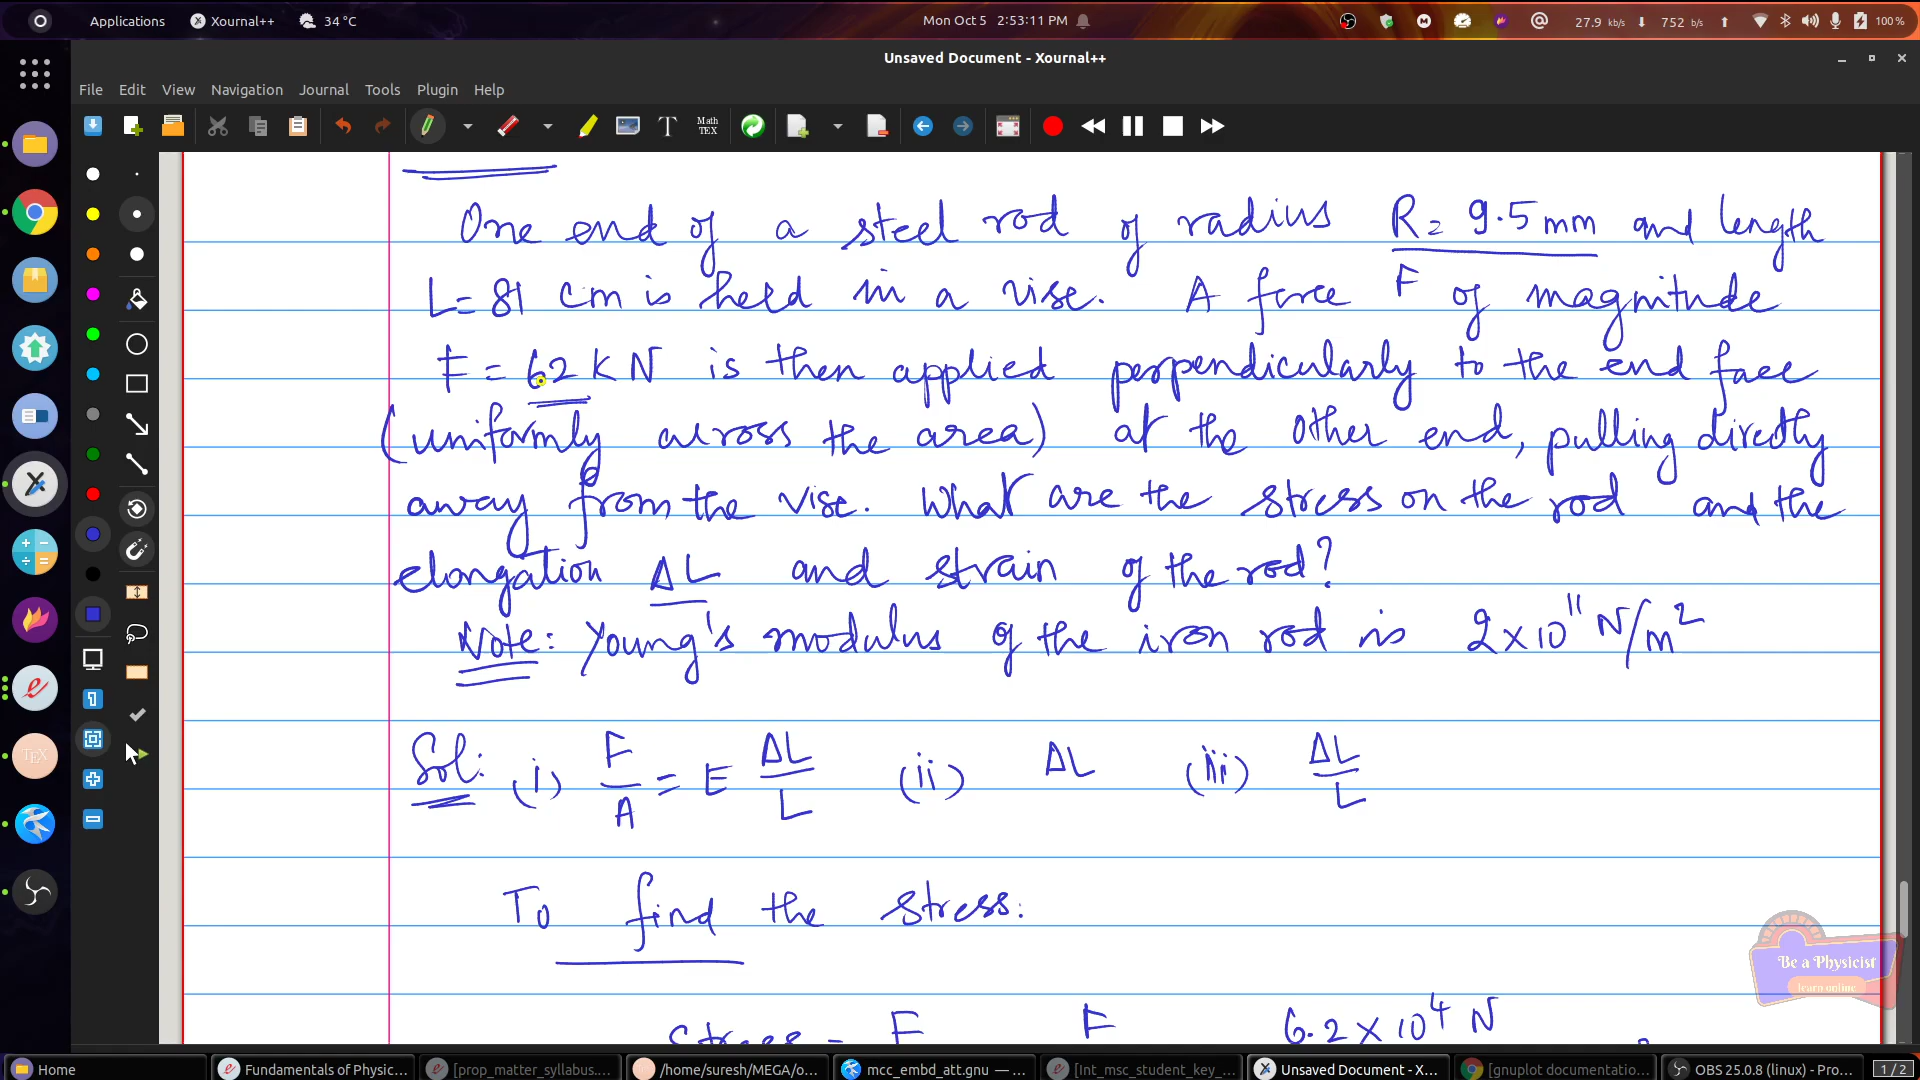 Applications Xournal++ 34 °C Mon Oct 5 2:53:11 PM 27.9 kb/s 752 b/s 100%
Unsaved Document - Xournal++
File Edit View Navigation Journal Tools Plugin Help
T Math TEX
One end of a steel rod of radius R = 9.5 mm and length
L = 81 cm is held in a vise. A force F of magnitude
F = 62 k N is then applied perpendicularly to the end face
(uniformly across the area) at the other end, pulling directly
away from the vise. What are the stress on the rod and the
elongation ΔL and strain of the rod?
Note: Young's modulus of the iron rod is 2 × 10^11 N/m^2
Sol: (i) F/A = E ΔL/L (ii) ΔL (iii) ΔL/L
To find the stress:
Stress = F F 6.2 × 10^4 N
Be a Physicist
learn online
1 / 2
Home Fundamentals of Physic... [prop_matter_syllabus.... /home/suresh/MEGA/o... mcc_embd_att.gnu — ... [Int_msc_student_key_... Unsaved Document - X... [gnuplot documentatio... OBS 25.0.8 (linux) - Pro...